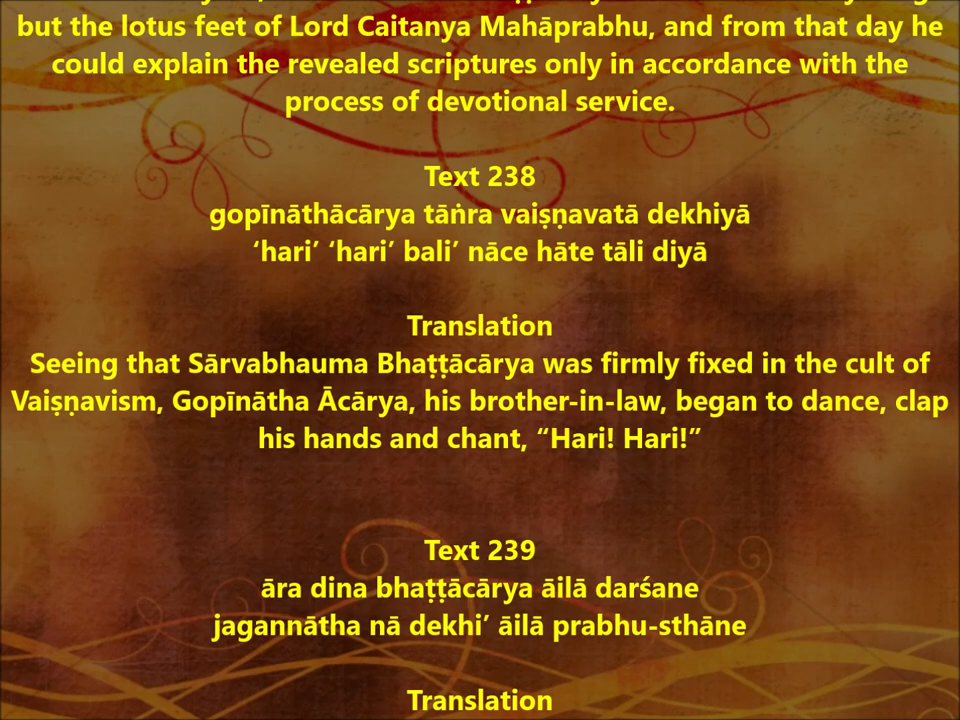 but the lotus feet of Lord Caitanya Mahāprabhu, and from that day he
could explain the revealed scriptures only in accordance with the
process of devotional service.
Text 238
gopīnāthācārya tāṅra vaiṣṇavatā dekhiyā
‘hari’ ‘hari’ bali’ nāce hāte tāli diyā
Translation
Seeing that Sārvabhauma Bhaṭṭācārya was firmly fixed in the cult of
Vaiṣṇavism, Gopīnātha Ācārya, his brother-in-law, began to dance, clap
his hands and chant, “Hari! Hari!”
Text 239
āra dina bhaṭṭācārya āilā darśane
jagannātha nā dekhi’ āilā prabhu-sthāne
Translation